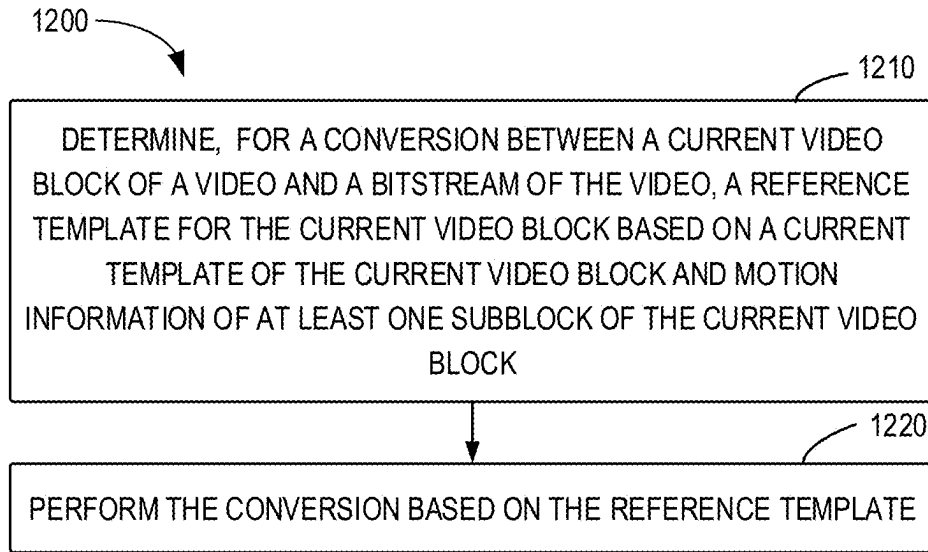 1200
1210
DETERMINE, FOR A CONVERSION BETWEEN A CURRENT VIDEO
BLOCK OF A VIDEO AND A BITSTREAM OF THE VIDEO, A REFERENCE
TEMPLATE FOR THE CURRENT VIDEO BLOCK BASED ON A CURRENT
TEMPLATE OF THE CURRENT VIDEO BLOCK AND MOTION
INFORMATION OF AT LEAST ONE SUBBLOCK OF THE CURRENT VIDEO
BLOCK
1220
PERFORM THE CONVERSION BASED ON THE REFERENCE TEMPLATE